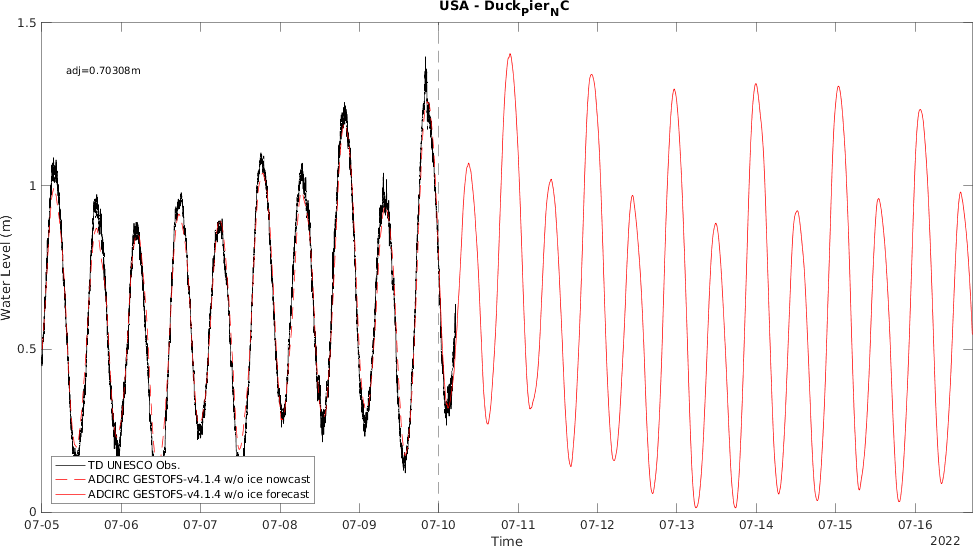 USA - Duck_Pier_NC
adj=0.70308m
Water Level (m)
1.5
1
0.5
0
TD UNESCO Obs.
ADCIRC GESTOFS-v4.1.4 w/o ice nowcast
ADCIRC GESTOFS-v4.1.4 w/o ice forecast
07-05 07-06 07-07 07-08 07-09 07-10 07-11 07-12 07-13 07-14 07-15 07-16
Time
2022